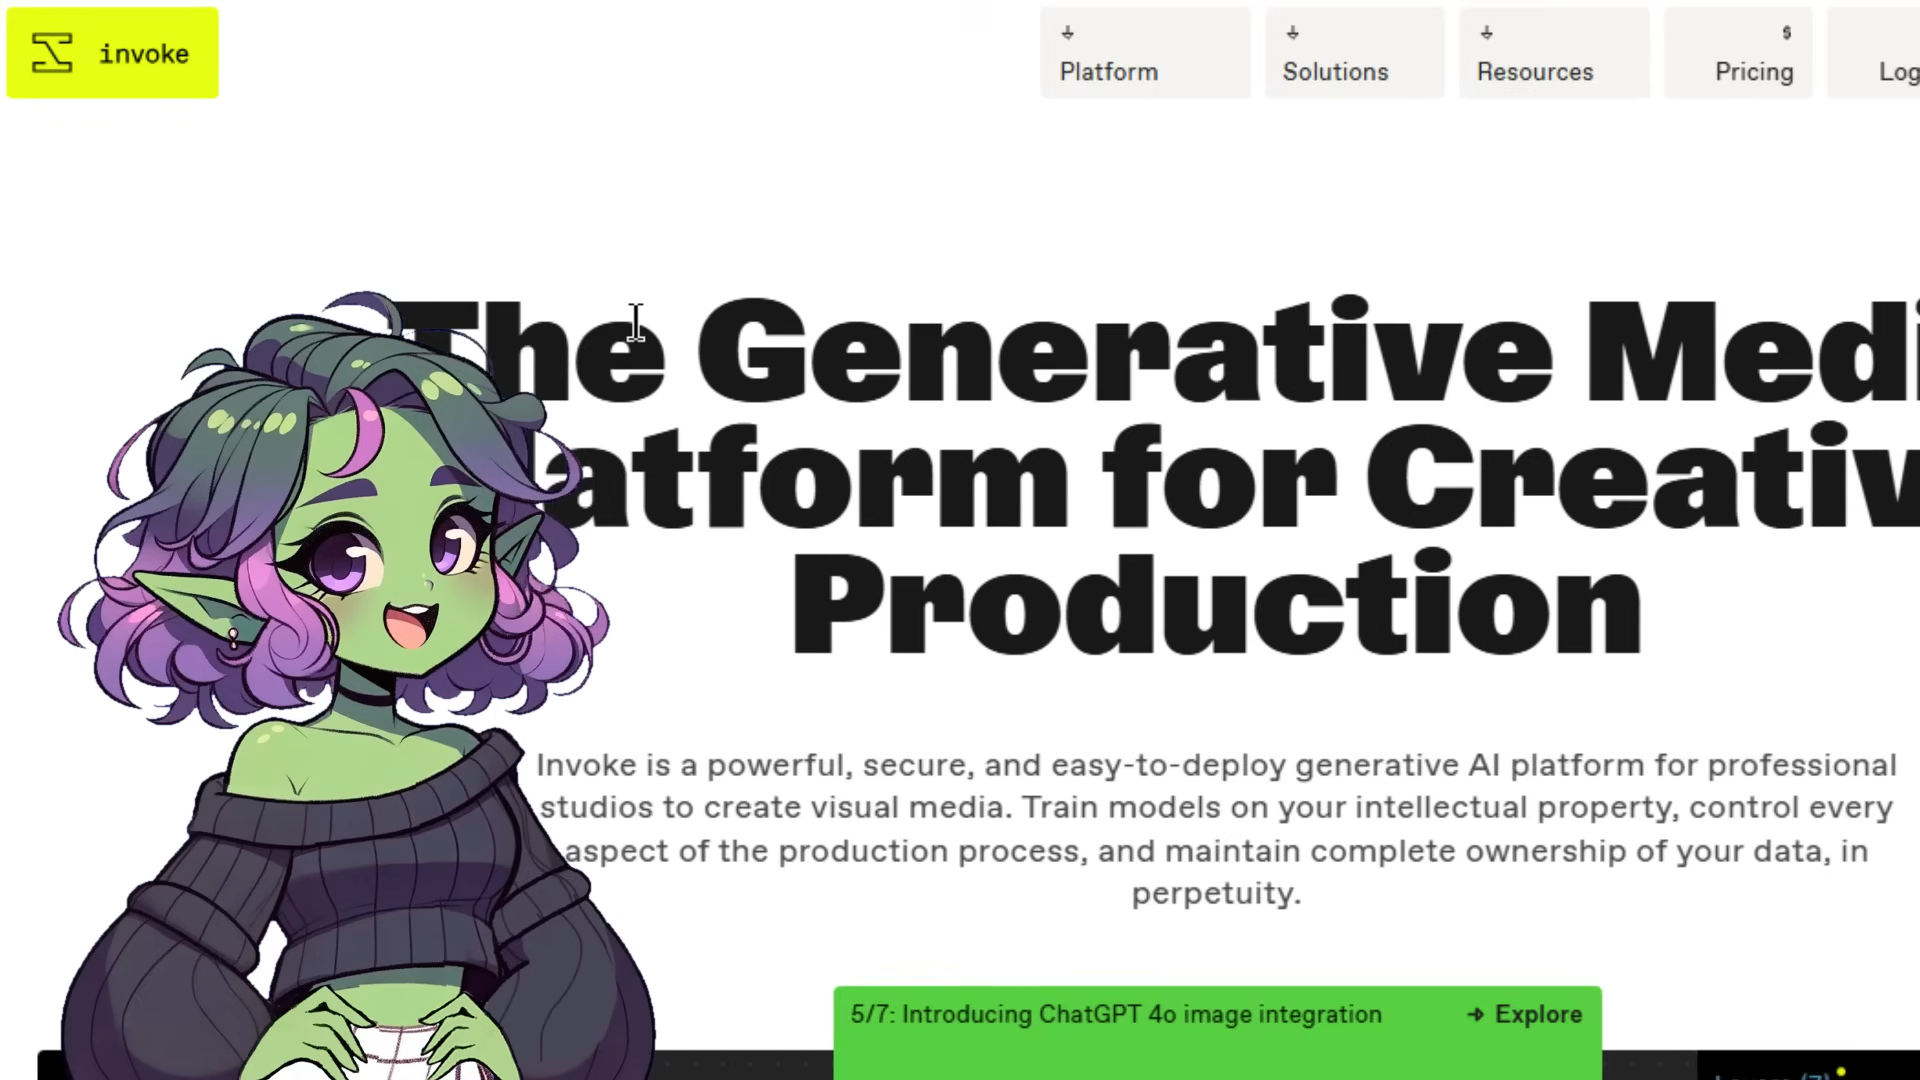 invoke
Platform
Solutions
Resources
$
Pricing
Log
The Generative Medi
latform for Creativ
Production
Invoke is a powerful, secure, and easy-to-deploy generative AI platform for professional
studios to create visual media. Train models on your intellectual property, control every
aspect of the production process, and maintain complete ownership of your data, in
perpetuity.
5/7: Introducing ChatGPT 4o image integration → Explore